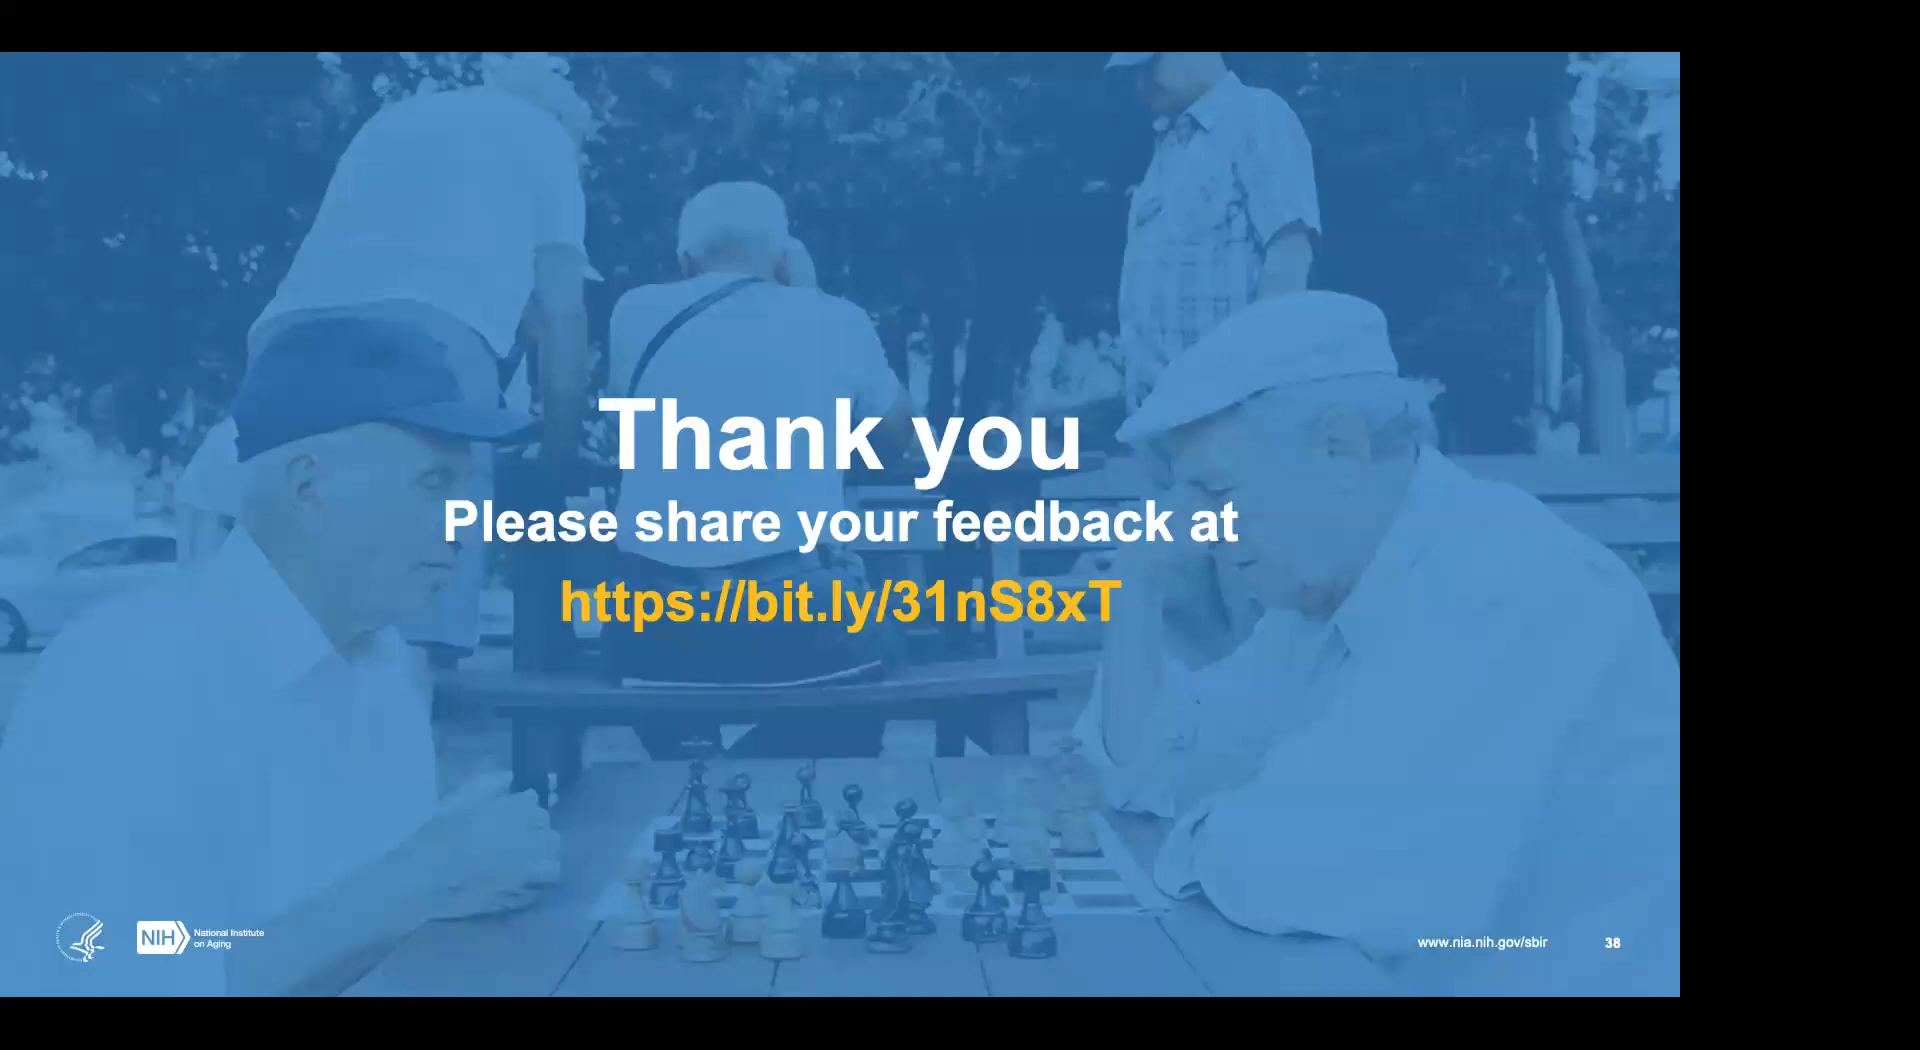 Thank you
Please share your feedback at
https://bit.ly/31nS8xT
NIH
National Institute
on Aging
www.nia.nih.gov/sbir
38